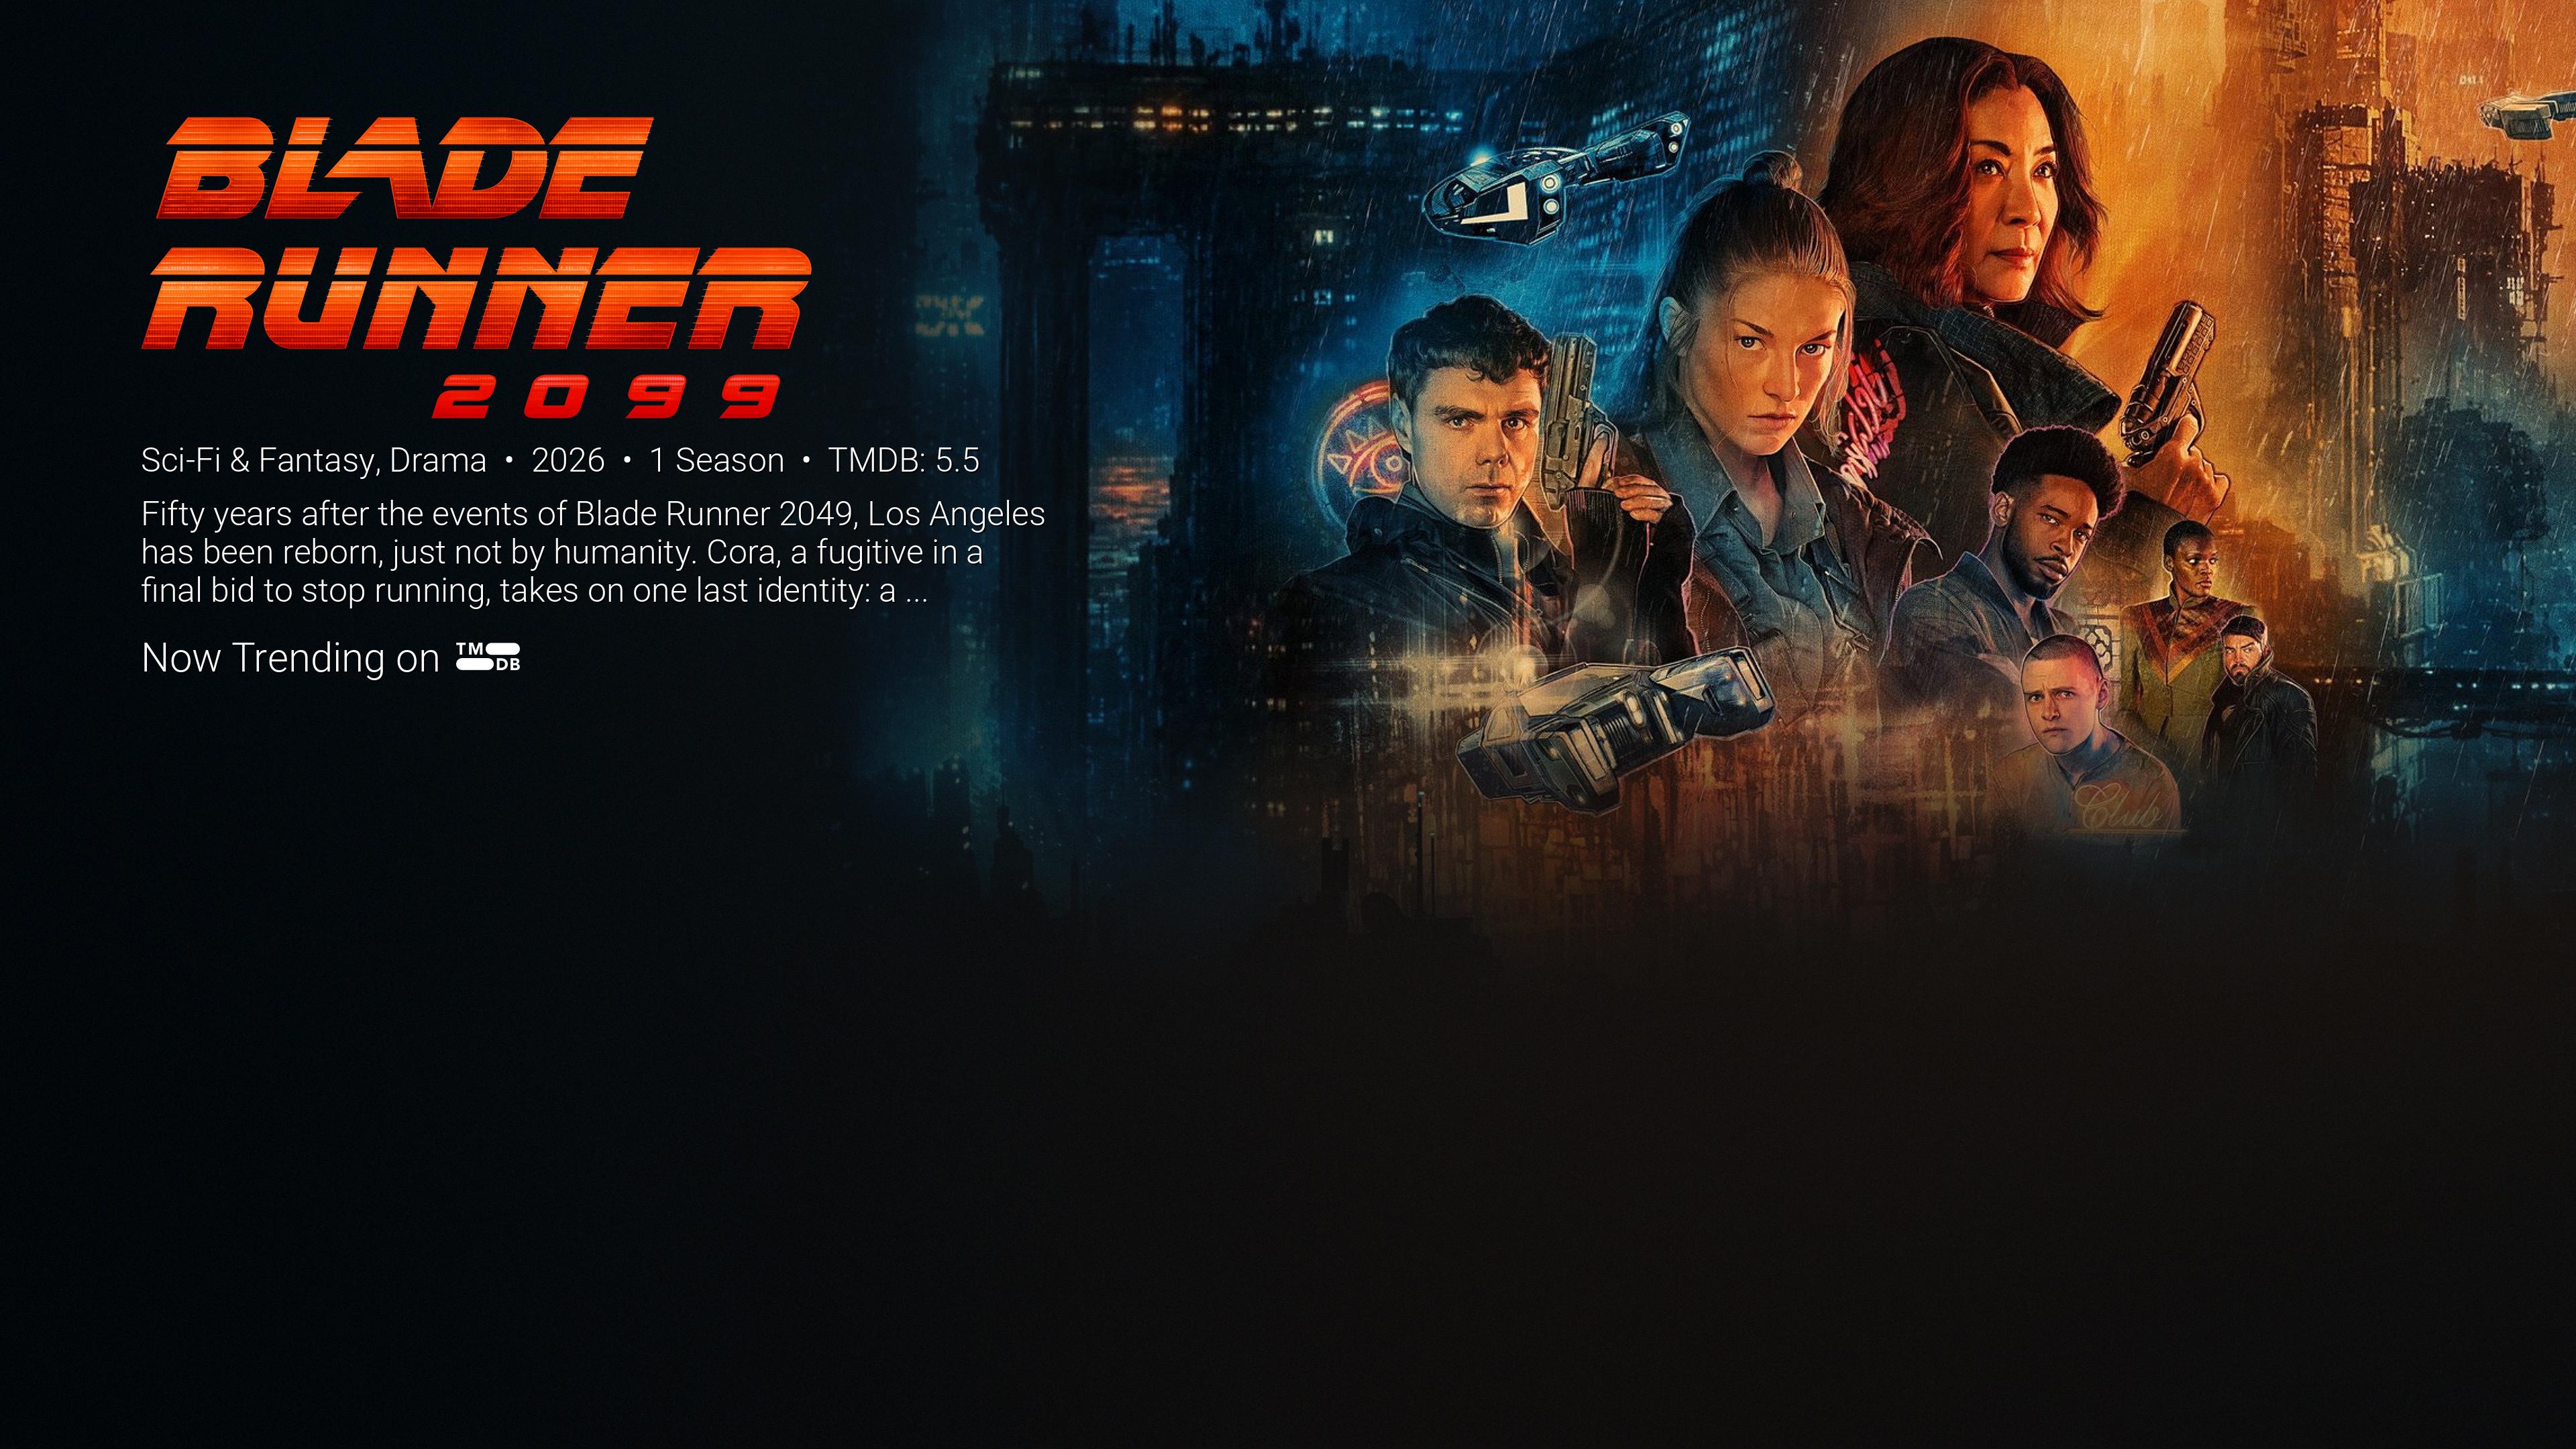 BLADE
RUNNER
2099
Sci-Fi & Fantasy, Drama • 2026 • 1 Season • TMDB: 5.5
Fifty years after the events of Blade Runner 2049, Los Angeles
has been reborn, just not by humanity. Cora, a fugitive in a
final bid to stop running, takes on one last identity: a ...
Now Trending on TMDB
Club